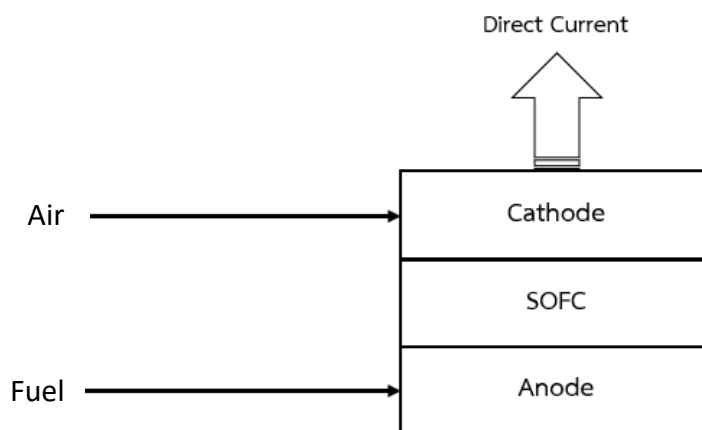 Direct Current
Air
Cathode
SOFC
Fuel
Anode